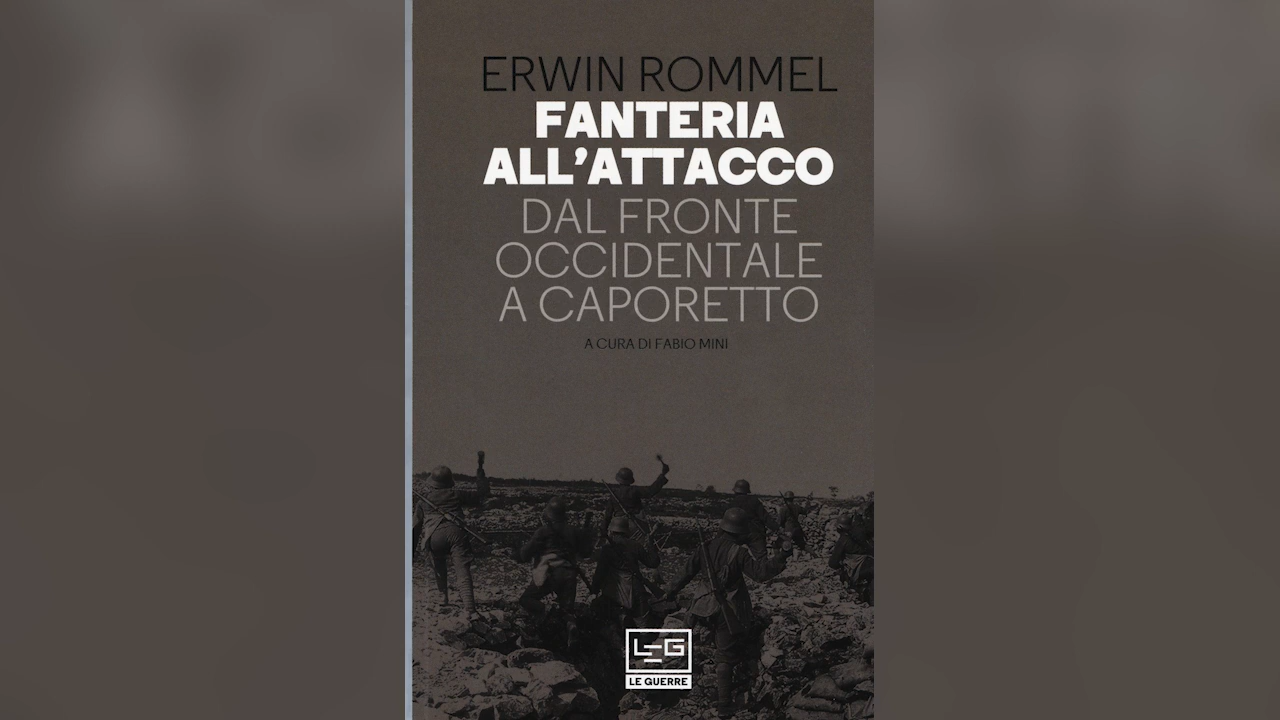 ERWIN ROMMEL
FANTERIA
ALL'ATTACCO
DAL FRONTE
OCCIDENTALE
A CAPORETTO
A CURA DI FABIO MINI
LEG
LE GUERRE